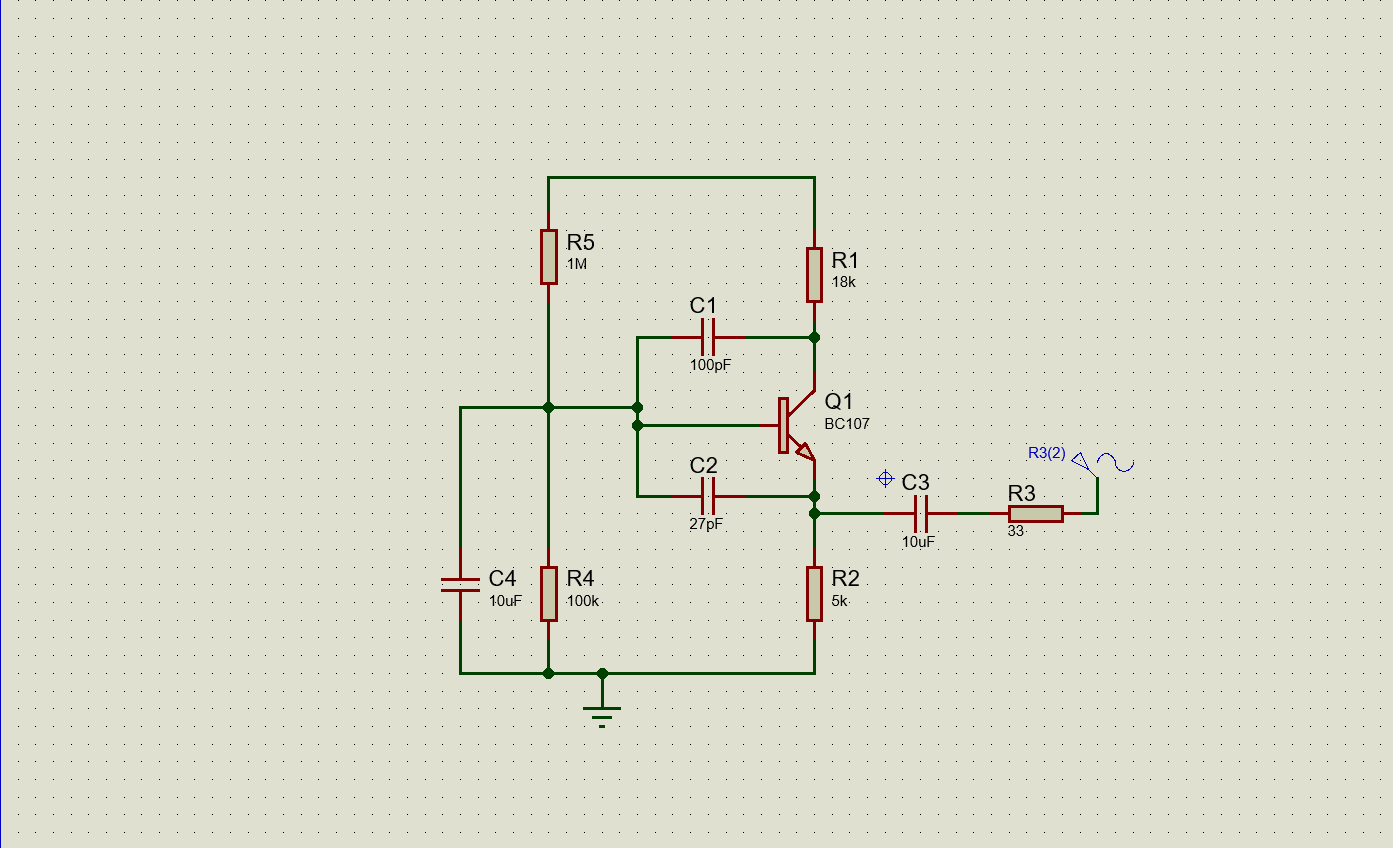 R5
1M
R1
18k
C1
100pF
Q1
BC107
C2
27pF
R3(2)
C3
10uF
R3
33
C4
10uF
R4
100k
R2
5k